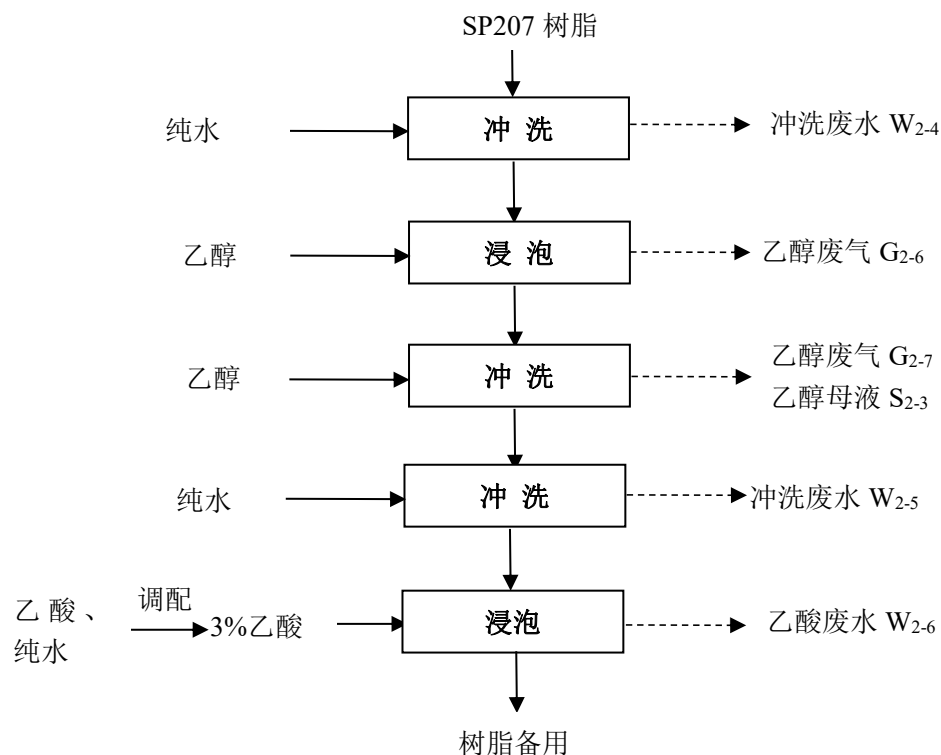 SP207 树脂
纯水
冲 洗
冲洗废水 W2-4
乙醇
浸 泡
乙醇废气 G2-6
乙醇
冲 洗
乙醇废气 G2-7
乙醇母液 S2-3
纯水
冲 洗
冲洗废水 W2-5
乙 酸 、
纯水
调配
3%乙酸
浸泡
乙酸废水 W2-6
树脂备用